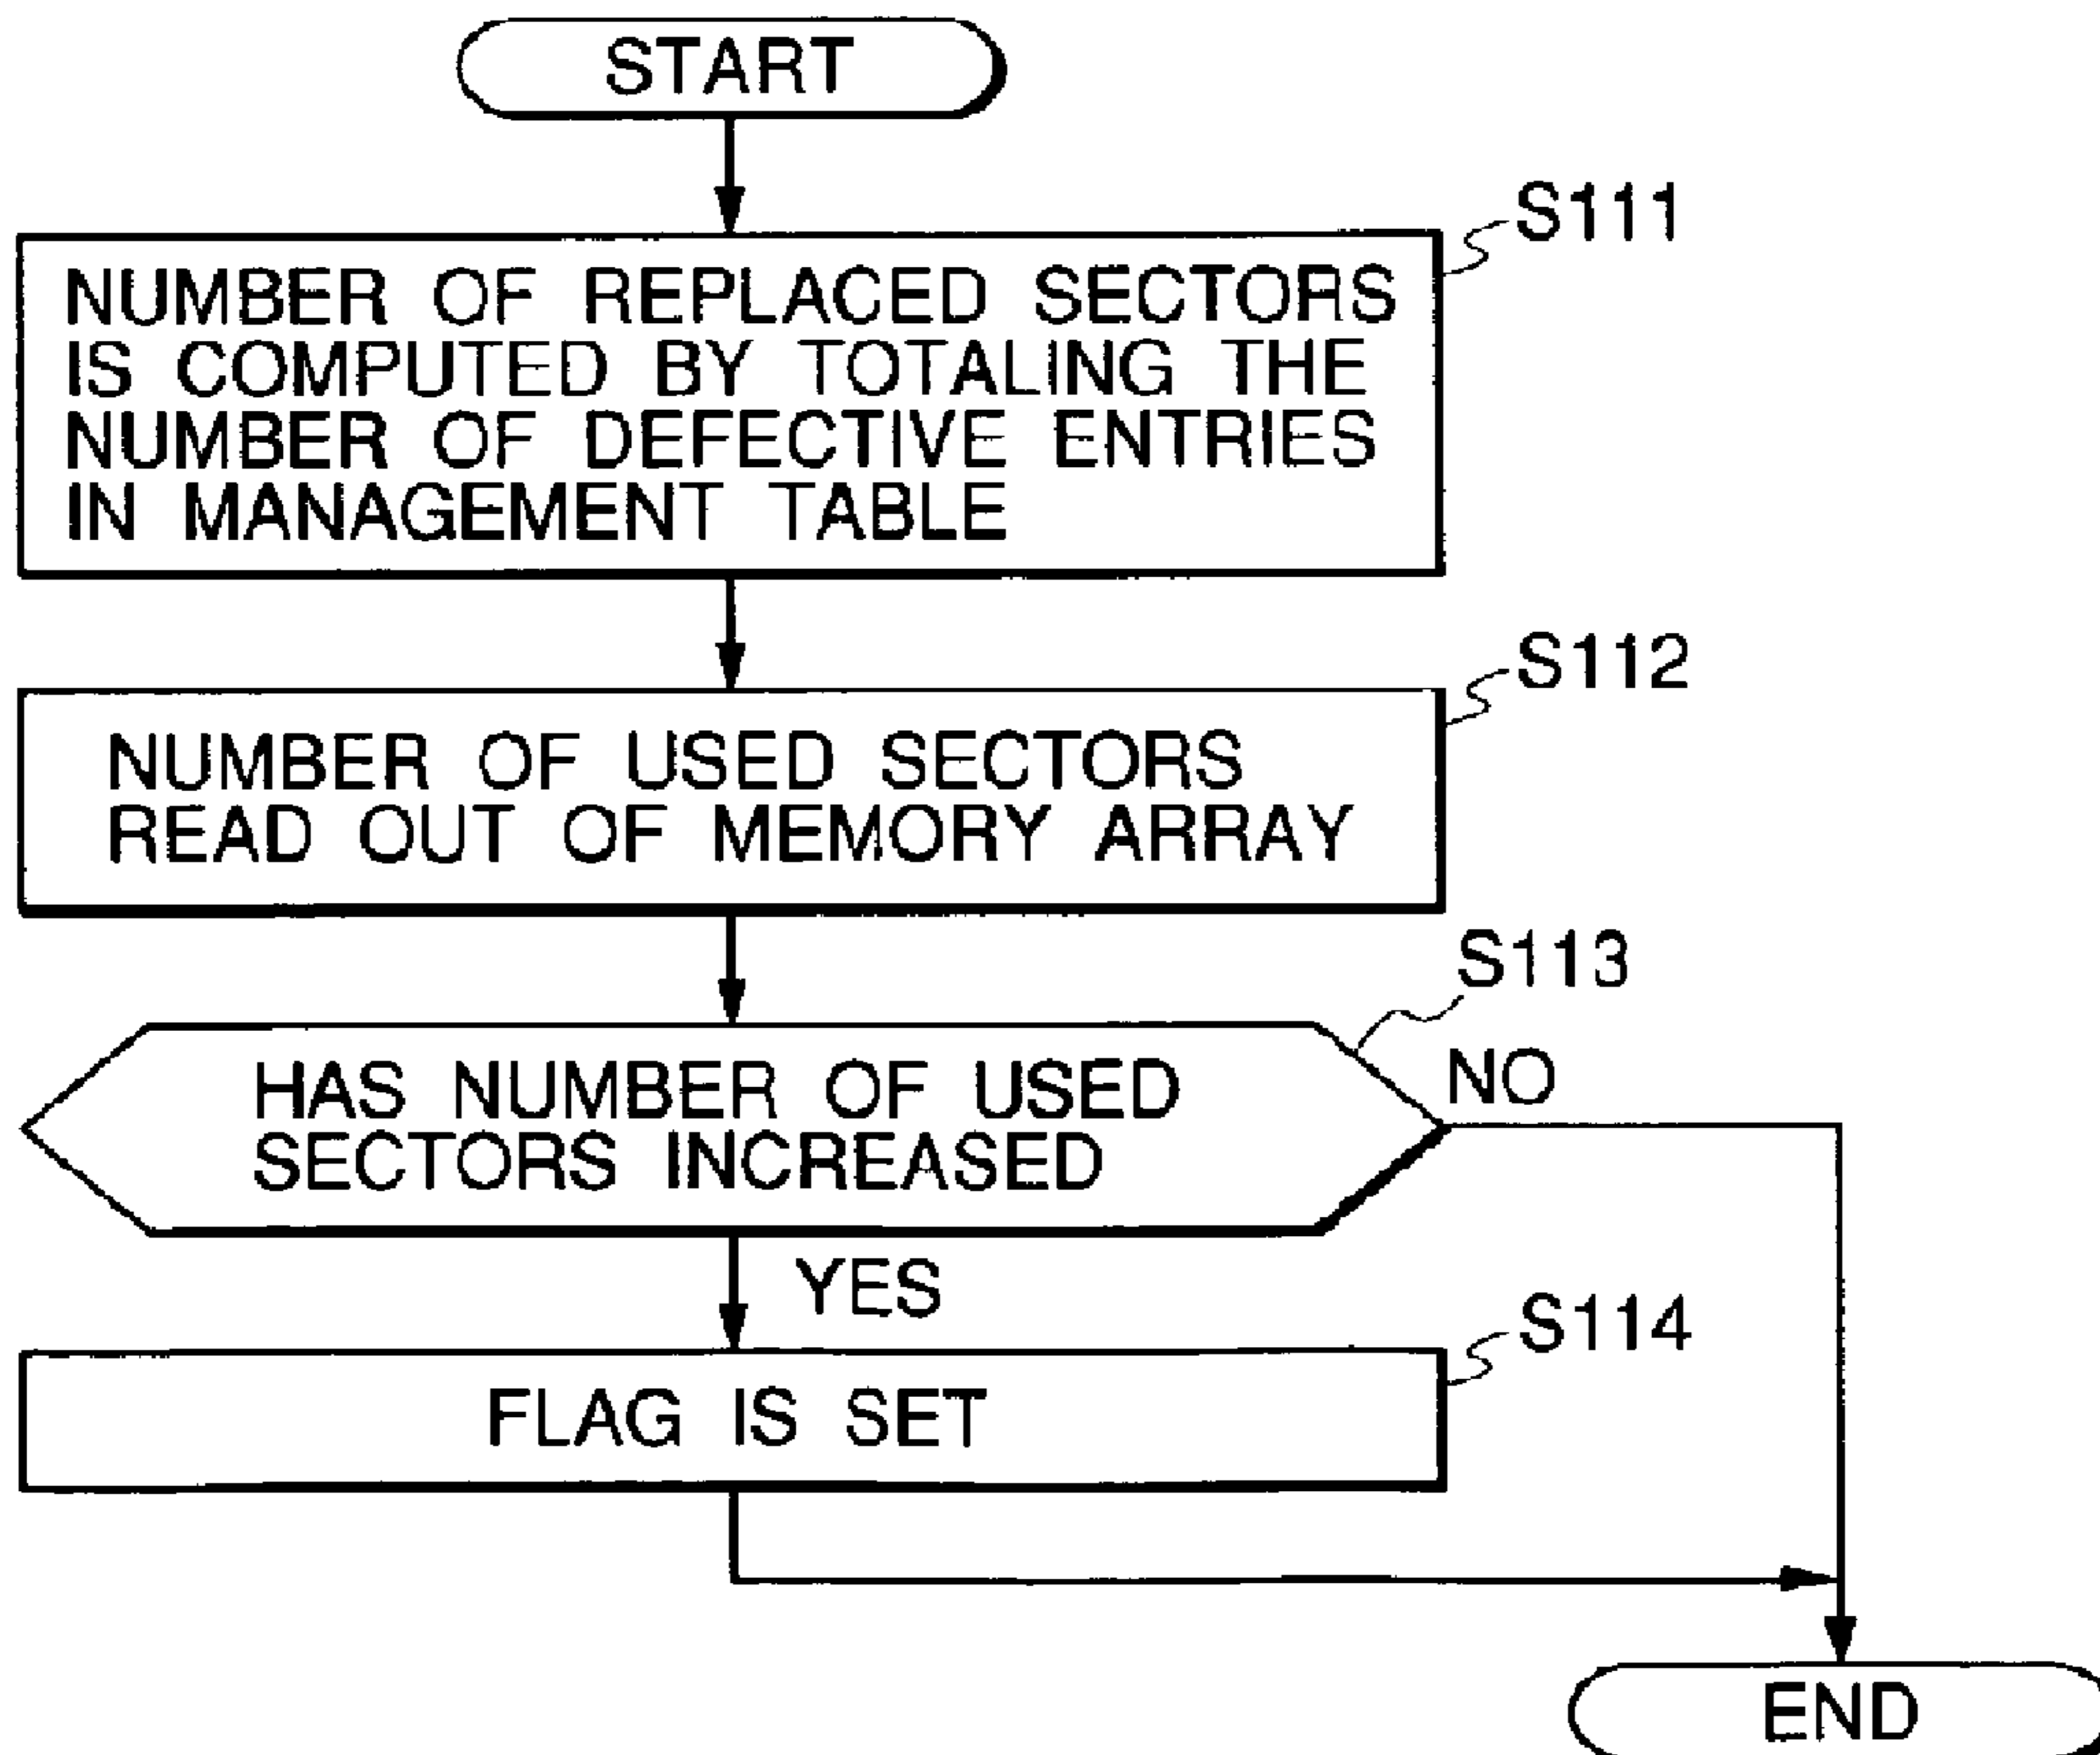 START
S111
NUMBER OF REPLACED SECTORS
IS COMPUTED BY TOTALING THE
NUMBER OF DEFECTIVE ENTRIES
IN MANAGEMENT TABLE
S112
NUMBER OF USED SECTORS
READ OUT OF MEMORY ARRAY
S113
HAS NUMBER OF USED
SECTORS INCREASED
NO
YES
S114
FLAG IS SET
END